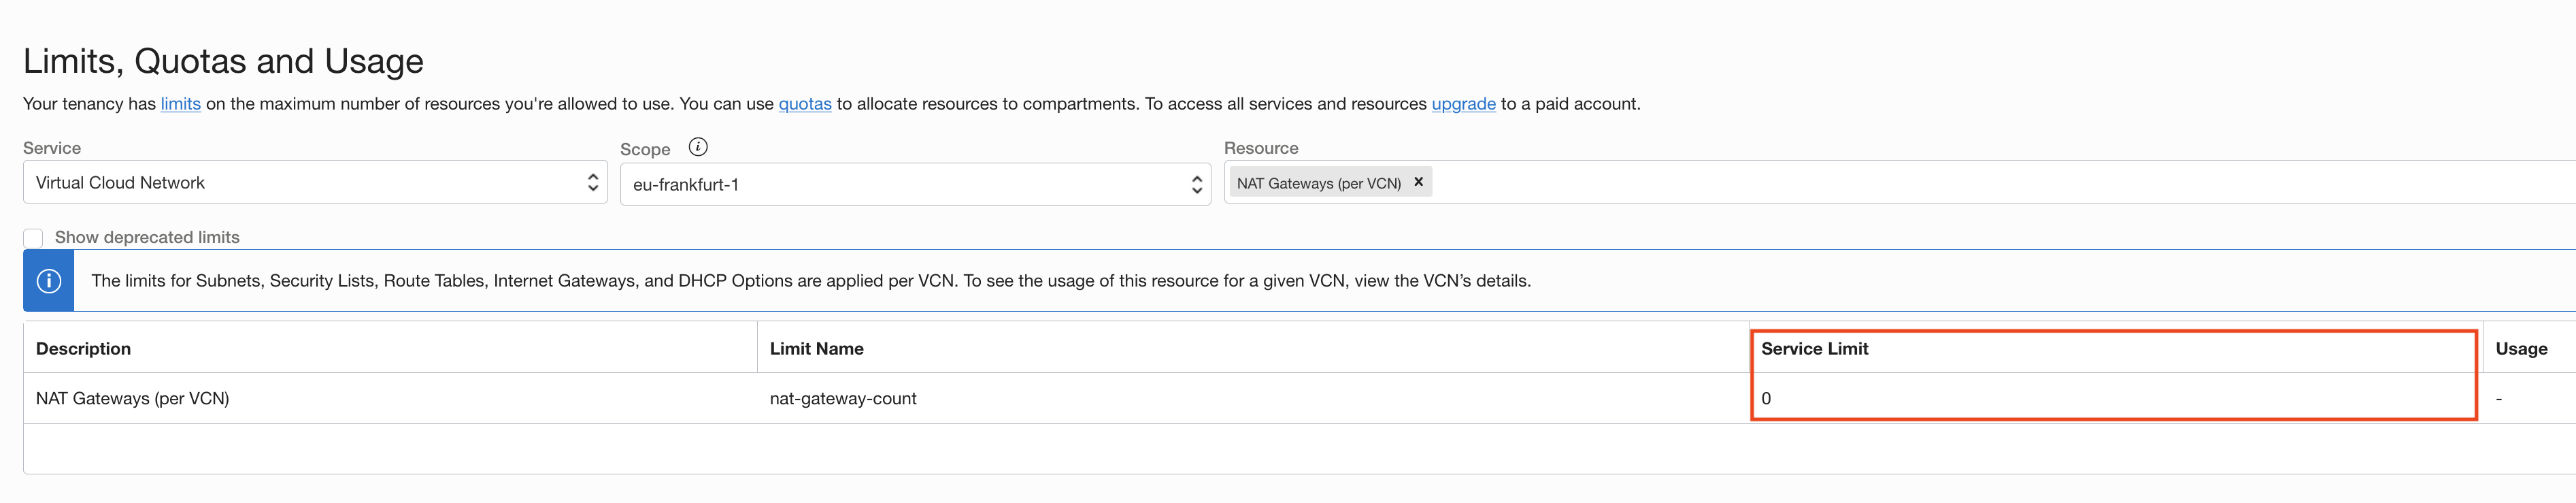 Limits, Quotas and Usage
Your tenancy has limits on the maximum number of resources you're allowed to use. You can use quotas to allocate resources to compartments. To access all services and resources upgrade to a paid account.
Service
Scope
Resource
Virtual Cloud Network
eu-frankfurt-1
NAT Gateways (per VCN)
Show deprecated limits
The limits for Subnets, Security Lists, Route Tables, Internet Gateways, and DHCP Options are applied per VCN. To see the usage of this resource for a given VCN, view the VCN’s details.
Description Limit Name Service Limit Usage
NAT Gateways (per VCN) nat-gateway-count 0 -